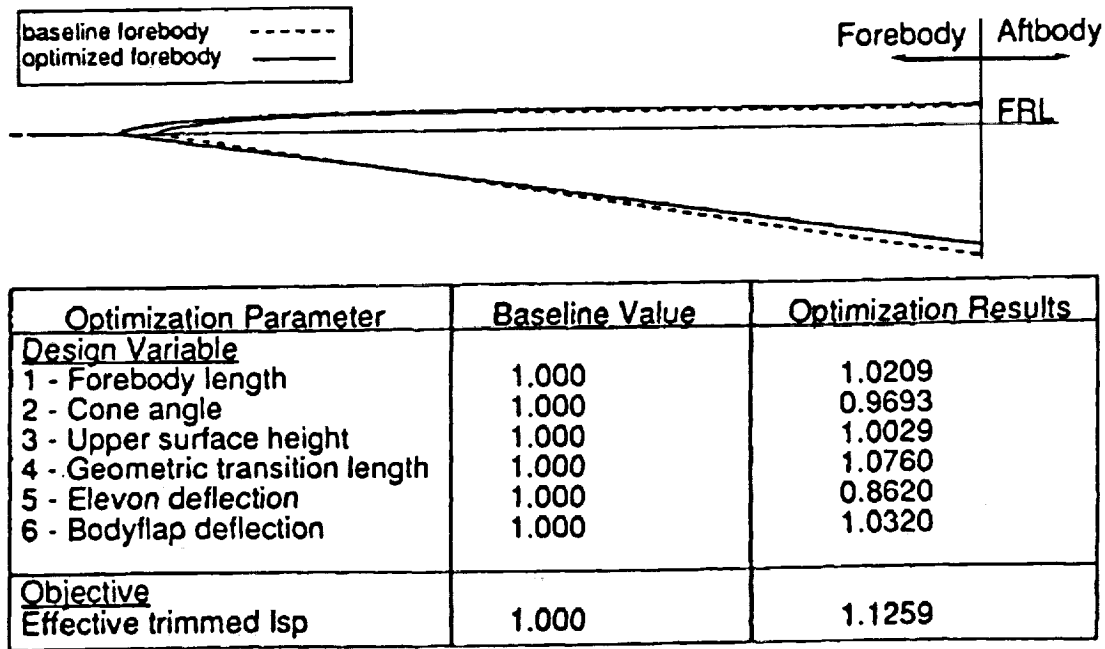 baseline forebody -----
optimized forebody ———
Forebody Aftbody
FRL
Optimization Parameter Baseline Value Optimization Results
Design Variable
1 - Forebody length 1.000 1.0209
2 - Cone angle 1.000 0.9693
3 - Upper surface height 1.000 1.0029
4 - Geometric transition length 1.000 1.0760
5 - Elevon deflection 1.000 0.8620
6 - Bodyflap deflection 1.000 1.0320
Objective
Effective trimmed Isp 1.000 1.1259